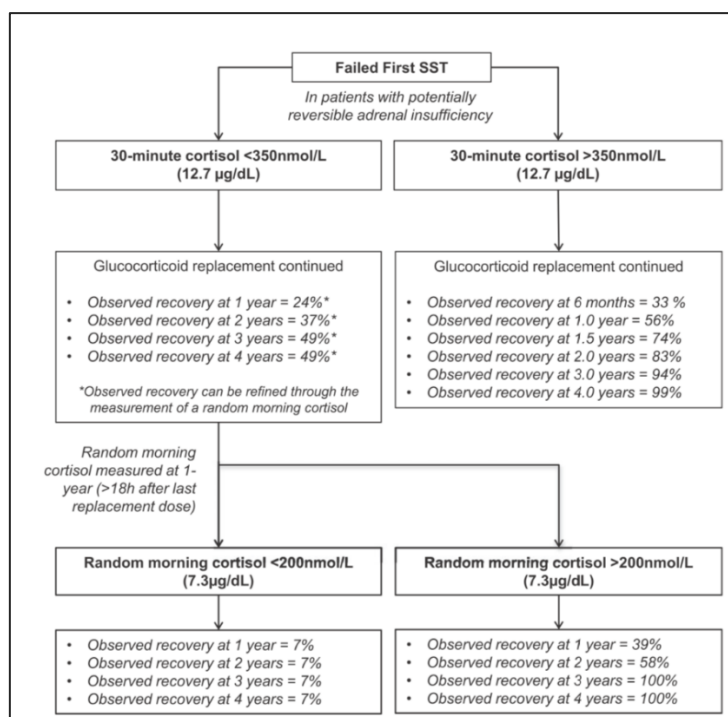 Failed First SST
In patients with potentially
reversible adrenal insufficiency
30-minute cortisol <350nmol/L
(12.7 µg/dL)
30-minute cortisol >350nmol/L
(12.7 µg/dL)
Glucocorticoid replacement continued
• Observed recovery at 1 year = 24%*
• Observed recovery at 2 years = 37%*
• Observed recovery at 3 years = 49%*
• Observed recovery at 4 years = 49%*
*Observed recovery can be refined through the
measurement of a random morning cortisol
Glucocorticoid replacement continued
• Observed recovery at 6 months = 33 %
• Observed recovery at 1.0 year = 56%
• Observed recovery at 1.5 years = 74%
• Observed recovery at 2.0 years = 83%
• Observed recovery at 3.0 years = 94%
• Observed recovery at 4.0 years = 99%
Random morning
cortisol measured at 1-
year (>18h after last
replacement dose)
Random morning cortisol <200nmol/L
(7.3µg/dL)
Random morning cortisol >200nmol/L
(7.3µg/dL)
• Observed recovery at 1 year = 7%
• Observed recovery at 2 years = 7%
• Observed recovery at 3 years = 7%
• Observed recovery at 4 years = 7%
• Observed recovery at 1 year = 39%
• Observed recovery at 2 years = 58%
• Observed recovery at 3 years = 100%
• Observed recovery at 4 years = 100%